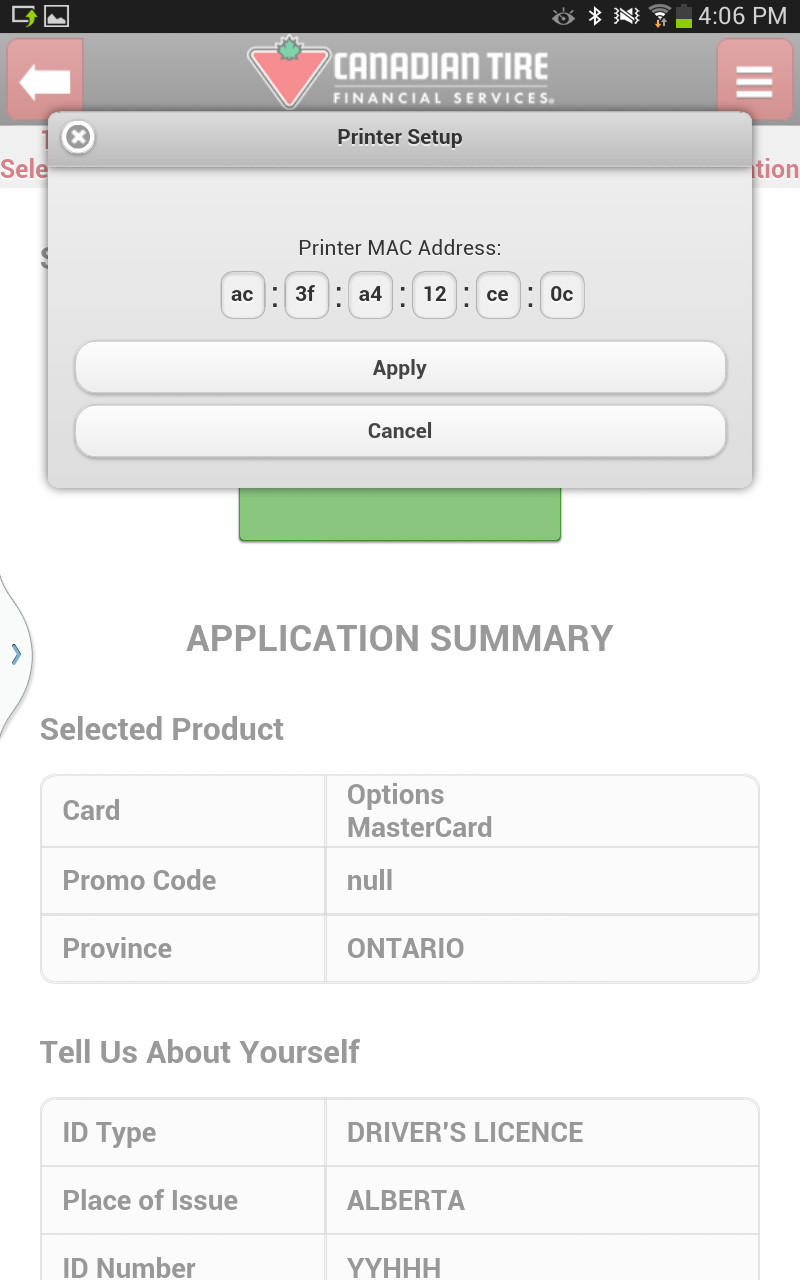 4:06 PM
CANADIAN TIRE
FINANCIAL SERVICES
Printer Setup
Sele
tion
Printer MAC Address:
ac : 3f : a4 : 12 : ce : 0c
Apply
Cancel
APPLICATION SUMMARY
Selected Product
Card
Options
MasterCard
Promo Code null
Province ONTARIO
Tell Us About Yourself
ID Type DRIVER'S LICENCE
Place of Issue ALBERTA
ID Number YYHHH